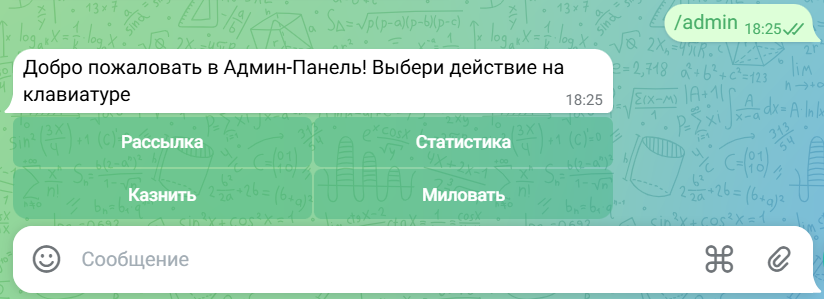 /admin 18:25
Добро пожаловать в Админ-Панель! Выбери действие на
клавиатуре
18:25
Рассылка Статистика
Казнить Миловать
Сообщение